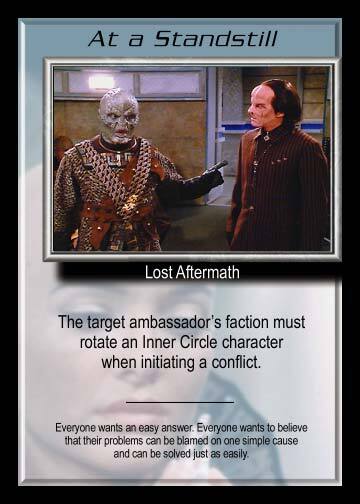 At a Standstill
Lost Aftermath
The target ambassador's faction must
rotate an Inner Circle character
when initiating a conflict.
Everyone wants an easy answer. Everyone wants to believe
that their problems can be blamed on one simple cause
and can be solved just as easily.